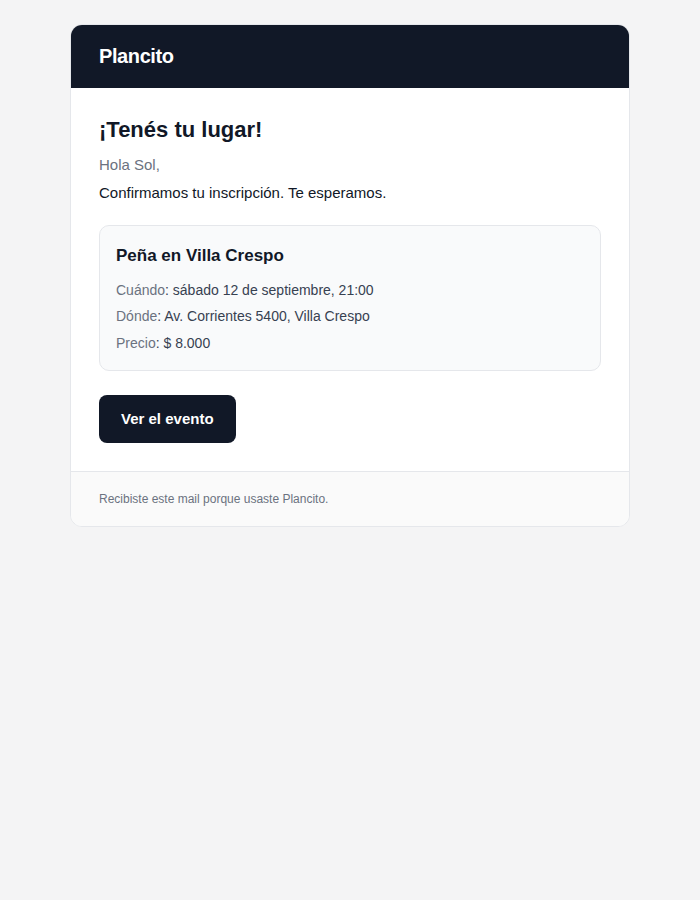 Plancito
¡Tenés tu lugar!
Hola Sol,
Confirmamos tu inscripción. Te esperamos.
Peña en Villa Crespo
Cuándo: sábado 12 de septiembre, 21:00
Dónde: Av. Corrientes 5400, Villa Crespo
Precio: $ 8.000
Ver el evento
Recibiste este mail porque usaste Plancito.